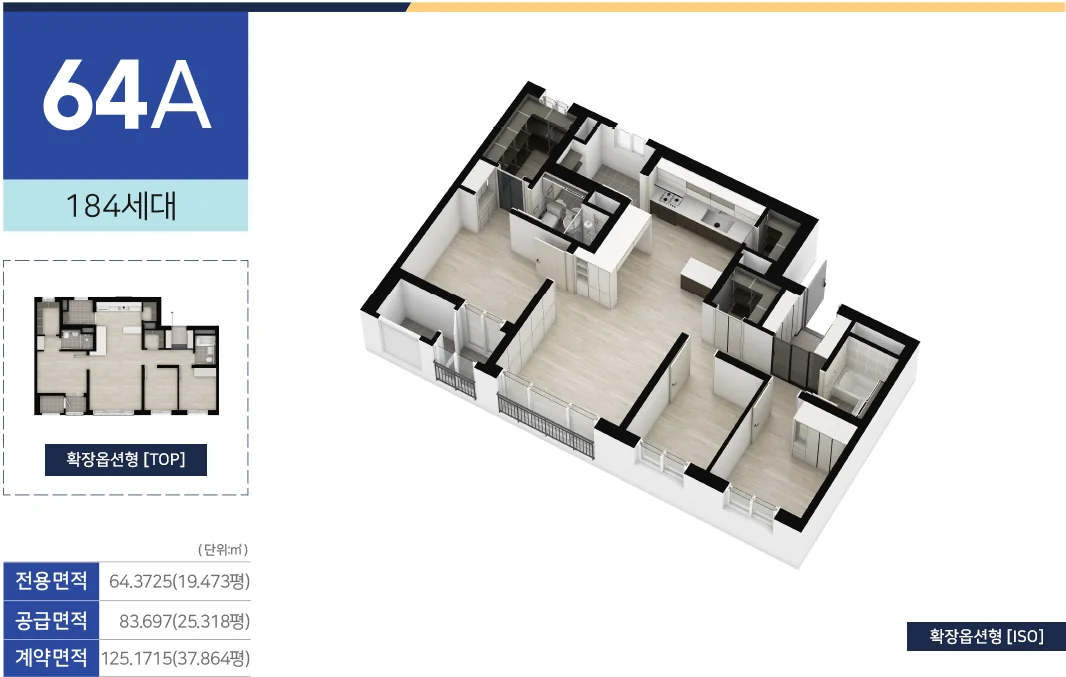 64A
184세대
확장옵션형 [TOP]
(단위:㎡)
전용면적 64.3725(19.473평)
공급면적 83.697(25.318평)
계약면적 125.1715(37.864평)
확장옵션형 [ISO]